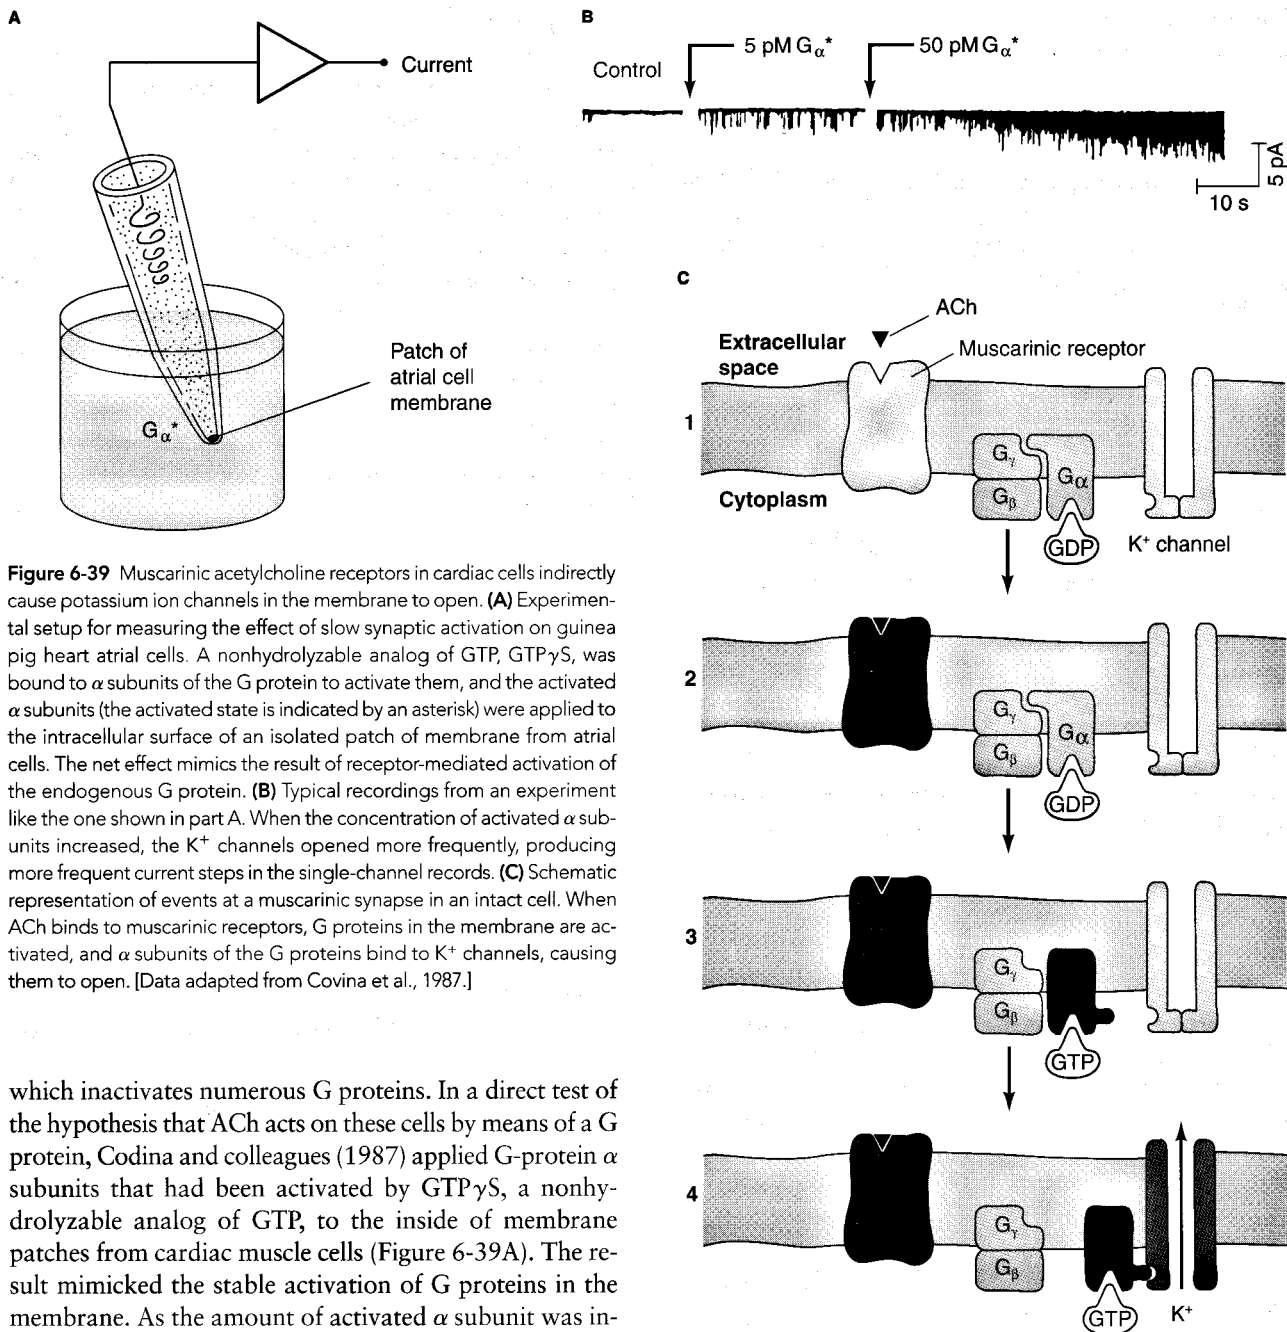 A
Current
Patch of
atrial cell
membrane
Gα*
B
Control
5 pM Gα*
50 pM Gα*
5 pA
10 s
C
ACh
Extracellular
space
Muscarinic receptor
1
Gγ
Gα
Gβ
Cytoplasm
GDP
K⁺ channel
2
Gγ
Gα
Gβ
GDP
3
Gγ
Gβ
GTP
4
Gγ
Gβ
GTP
K⁺
Figure 6-39 Muscarinic acetylcholine receptors in cardiac cells indirectly
cause potassium ion channels in the membrane to open. (A) Experimen-
tal setup for measuring the effect of slow synaptic activation on guinea
pig heart atrial cells. A nonhydrolyzable analog of GTP, GTPγS, was
bound to α subunits of the G protein to activate them, and the activated
α subunits (the activated state is indicated by an asterisk) were applied to
the intracellular surface of an isolated patch of membrane from atrial
cells. The net effect mimics the result of receptor-mediated activation of
the endogenous G protein. (B) Typical recordings from an experiment
like the one shown in part A. When the concentration of activated α sub-
units increased, the K⁺ channels opened more frequently, producing
more frequent current steps in the single-channel records. (C) Schematic
representation of events at a muscarinic synapse in an intact cell. When
ACh binds to muscarinic receptors, G proteins in the membrane are ac-
tivated, and α subunits of the G proteins bind to K⁺ channels, causing
them to open. [Data adapted from Covina et al., 1987.]
which inactivates numerous G proteins. In a direct test of
the hypothesis that ACh acts on these cells by means of a G
protein, Codina and colleagues (1987) applied G-protein α
subunits that had been activated by GTPγS, a nonhy-
drolyzable analog of GTP, to the inside of membrane
patches from cardiac muscle cells (Figure 6-39A). The re-
sult mimicked the stable activation of G proteins in the
membrane. As the amount of activated α subunit was in-